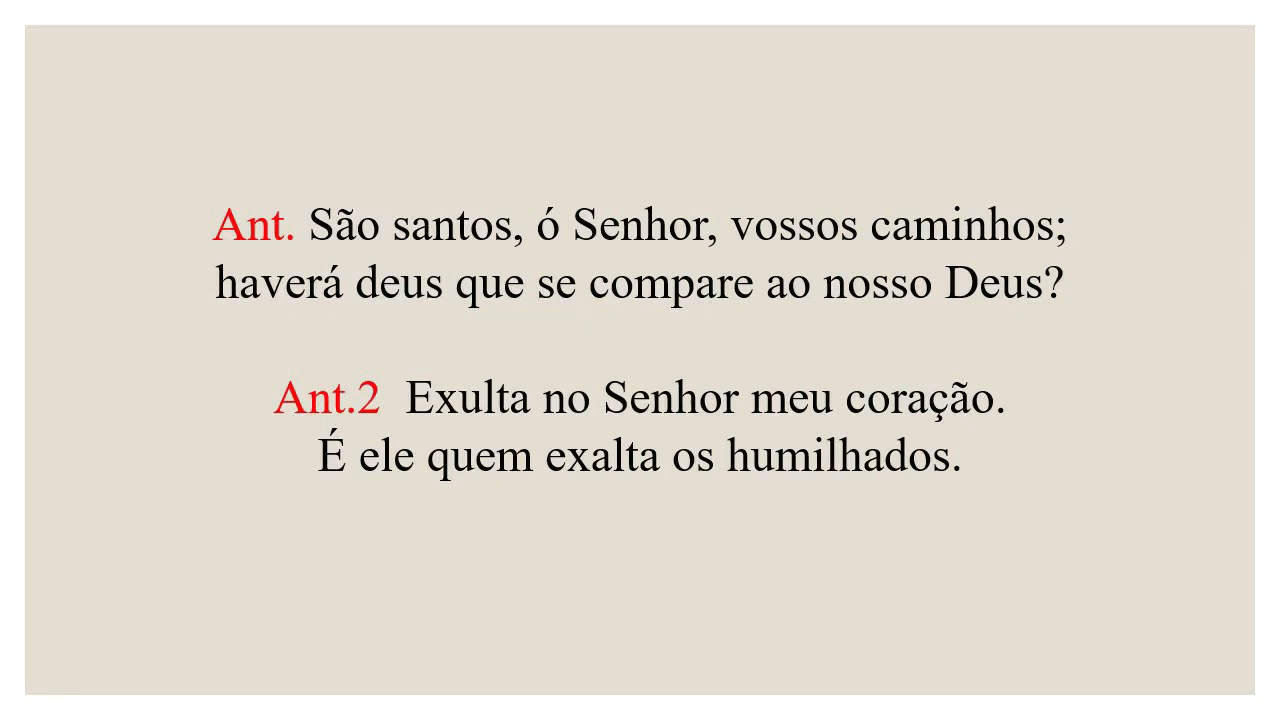 Ant. São santos, ó Senhor, vossos caminhos;
haverá deus que se compare ao nosso Deus?
Ant.2 Exulta no Senhor meu coração.
É ele quem exalta os humilhados.